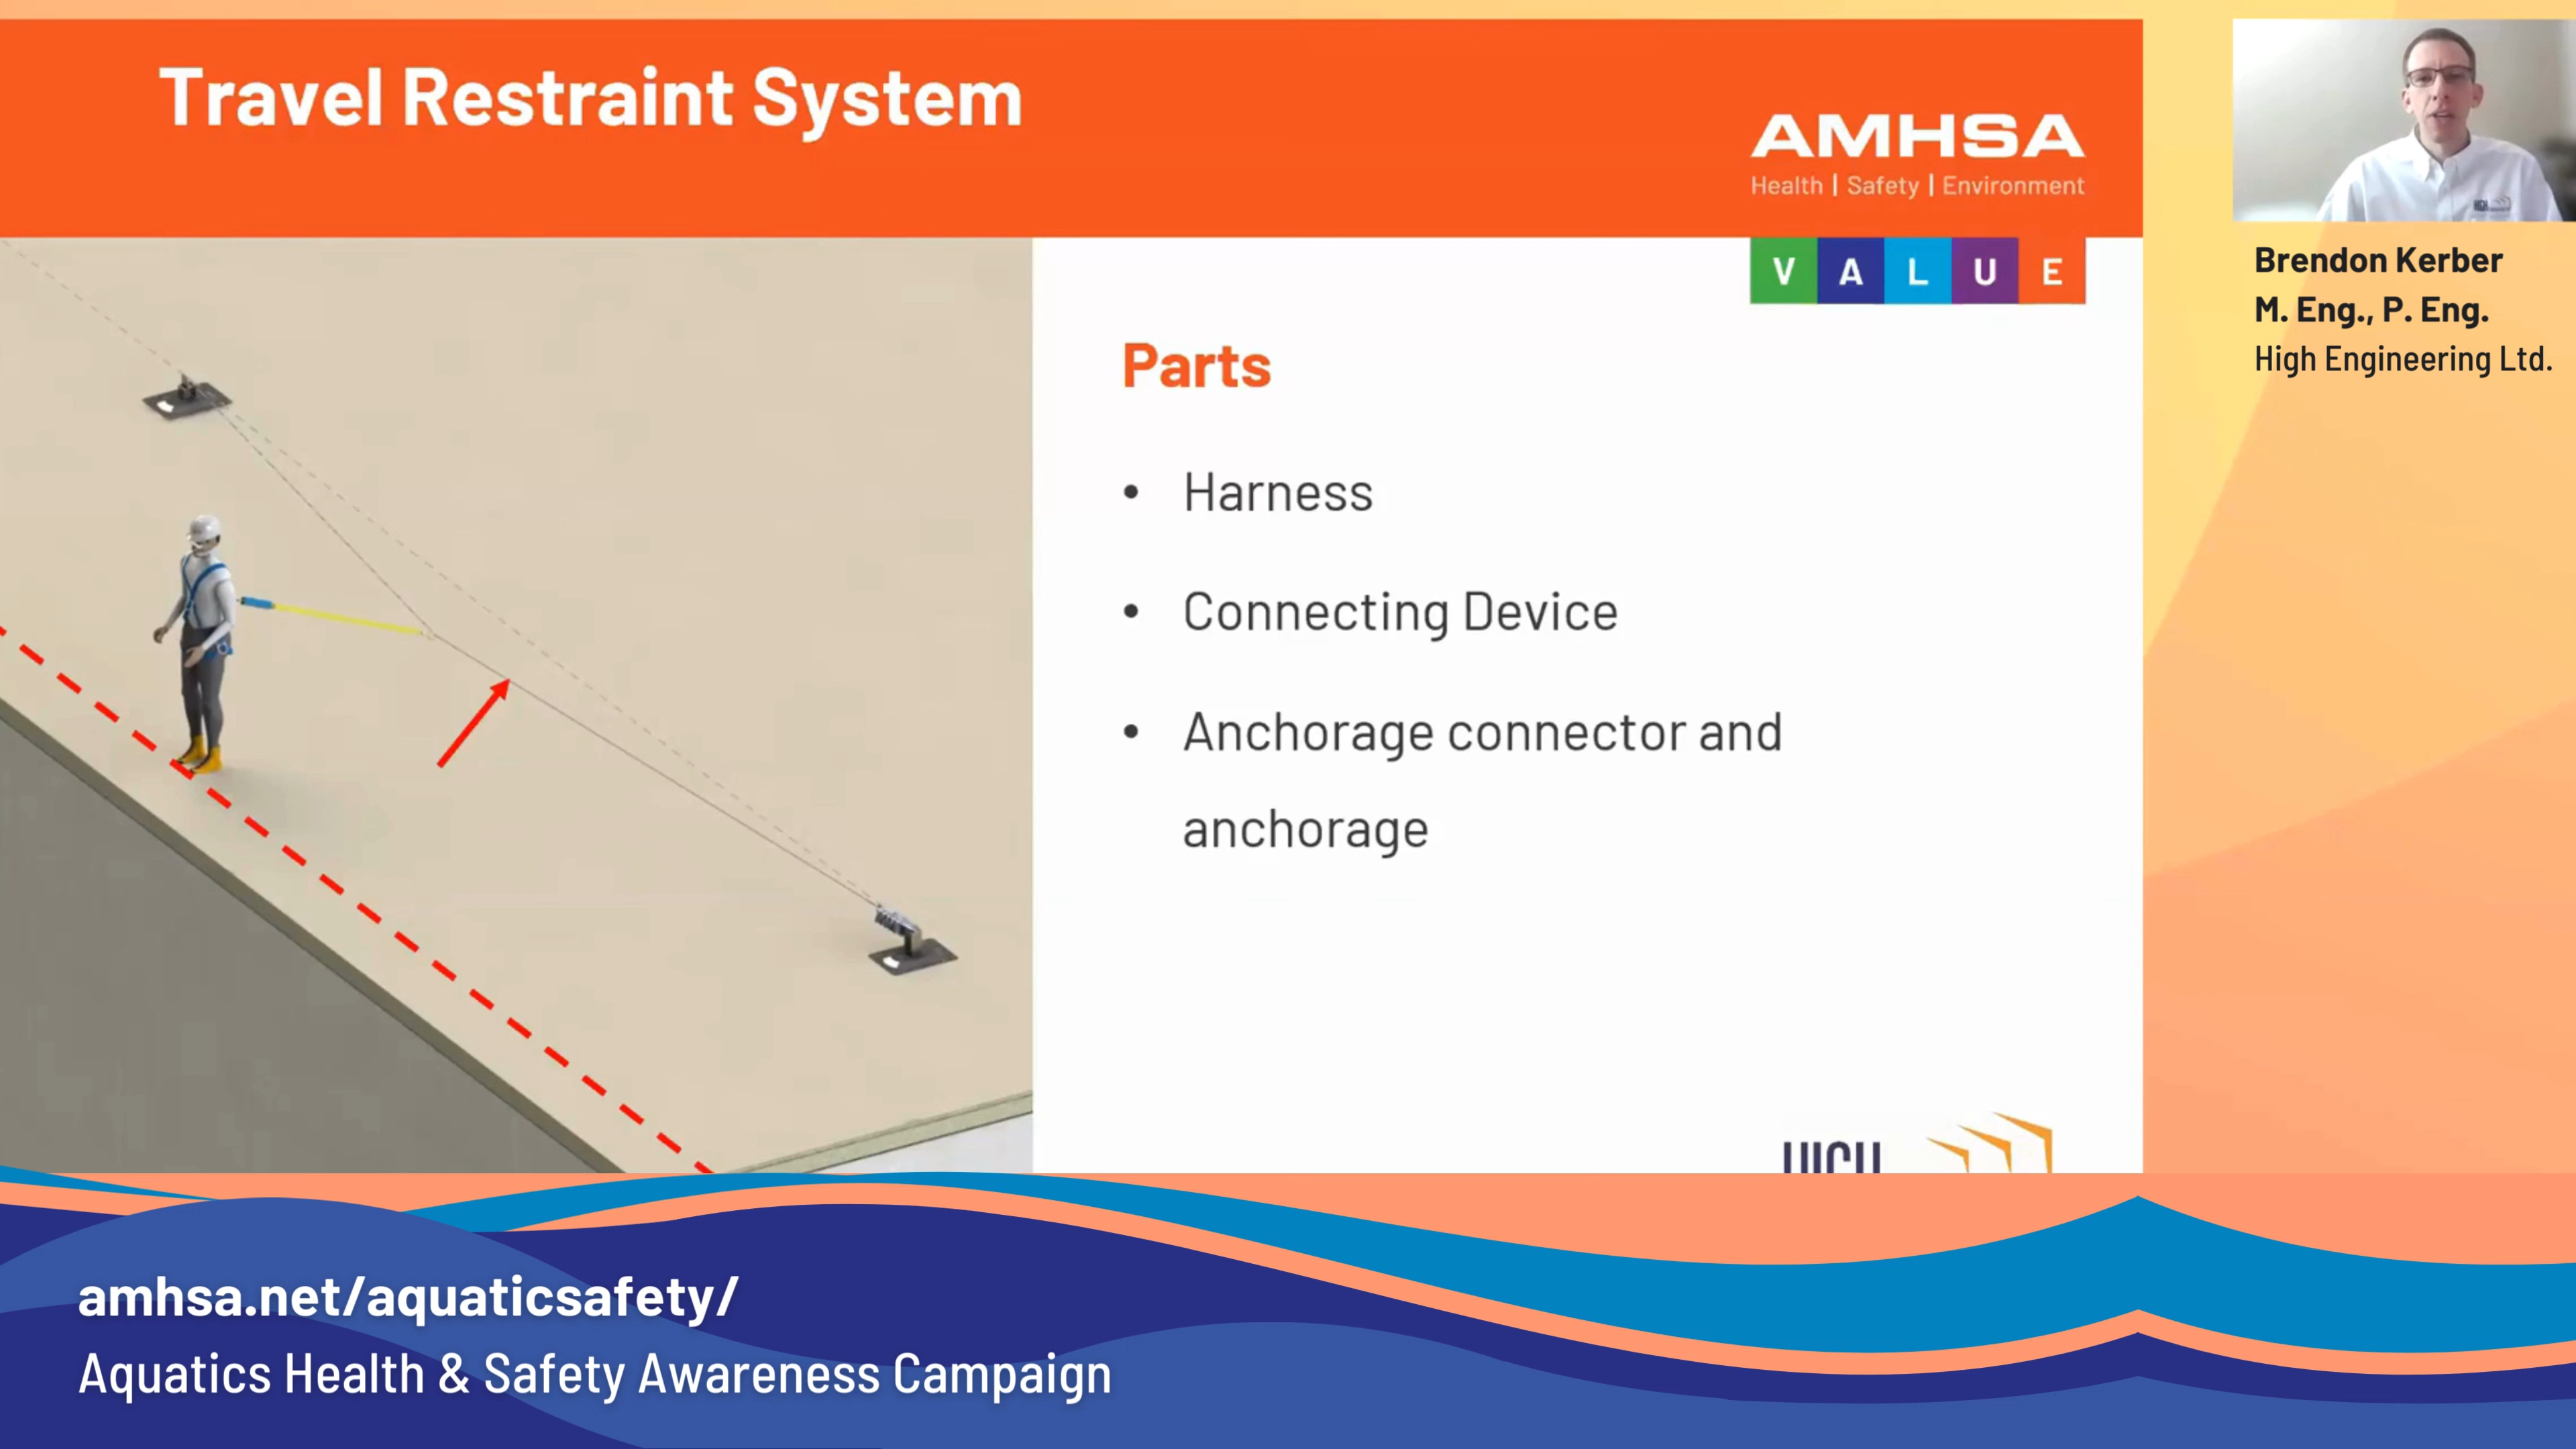 Travel Restraint System
AMHSA
Health | Safety | Environment
V A L U E
Parts
• Harness
• Connecting Device
• Anchorage connector and
anchorage
Brendon Kerber
M. Eng., P. Eng.
High Engineering Ltd.
amhsa.net/aquaticsafety/
Aquatics Health & Safety Awareness Campaign